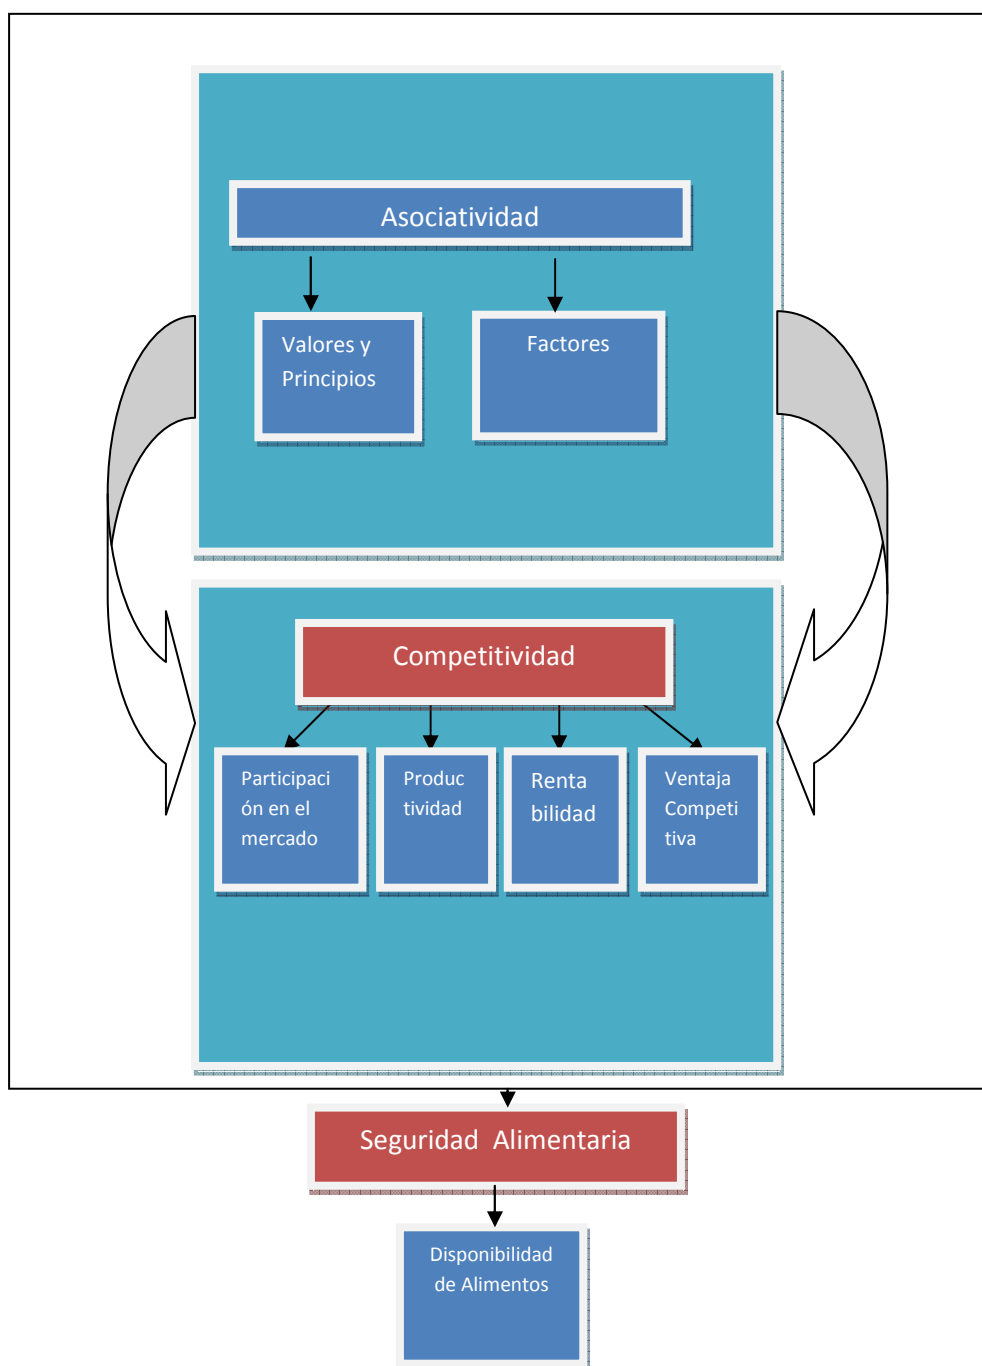 Asociatividad
Valores y
Principios
Factores
Competitividad
Participaci
ón en el
mercado
Produc
tividad
Renta
bilidad
Ventaja
Competi
tiva
Seguridad Alimentaria
Disponibilidad
de Alimentos